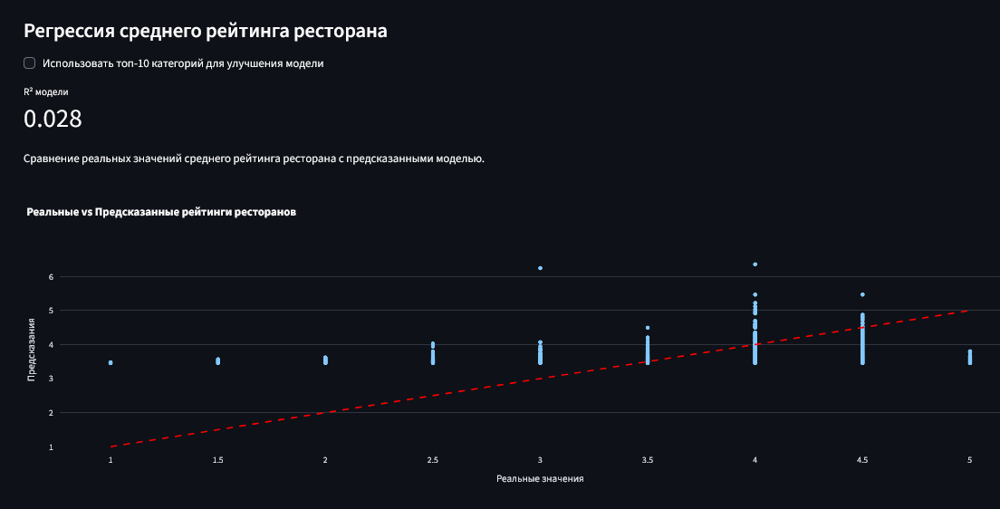 Регрессия среднего рейтинга ресторана
Использовать топ-10 категорий для улучшения модели
R² модели
0.028
Сравнение реальных значений среднего рейтинга ресторана с предсказанными моделью.
Реальные vs Предсказанные рейтинги ресторанов
6
5
4
3
2
1
Предсказания
1 1.5 2 2.5 3 3.5 4 4.5 5
Реальные значения